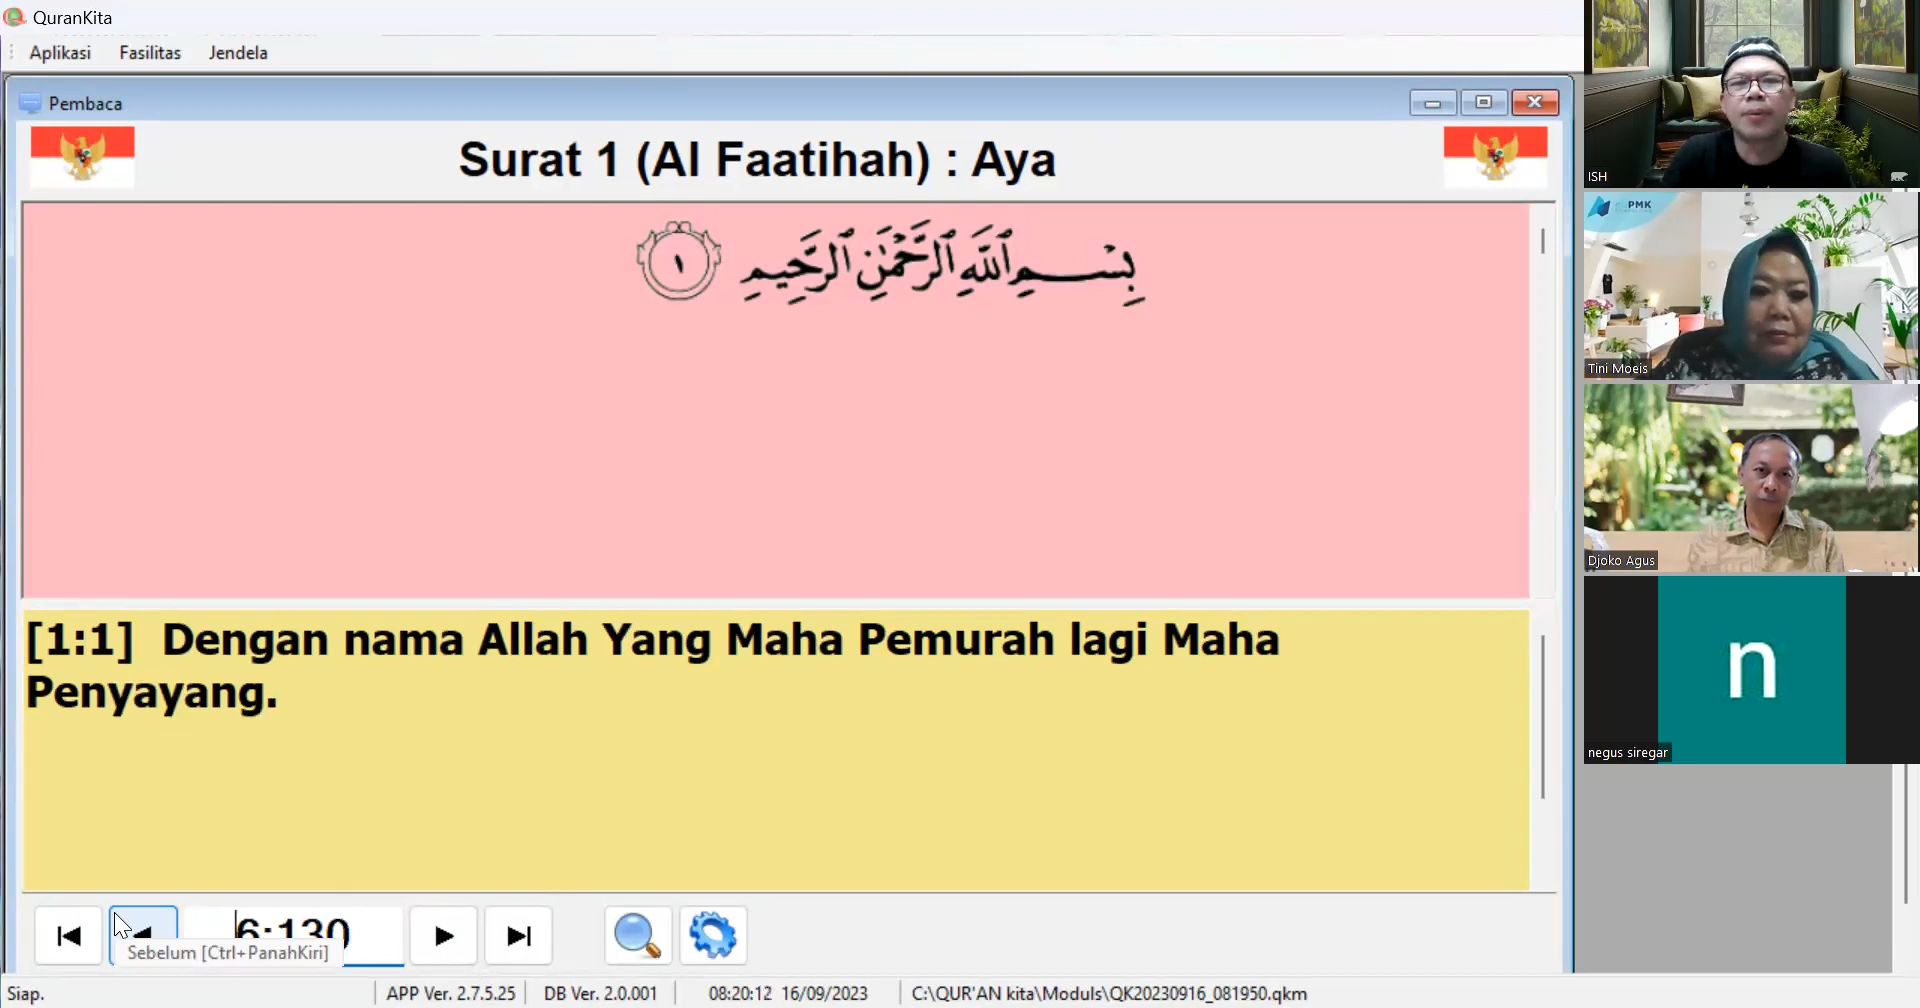 QuranKita
Aplikasi Fasilitas Jendela
Pembaca
Surat 1 (Al Faatihah) : Aya
بِسْمِ ٱللَّهِ ٱلرَّحْمَٰنِ ٱلرَّحِيمِ ١
[1:1] Dengan nama Allah Yang Maha Pemurah lagi Maha
Penyayang.
6:130
Sebelum [Ctrl+PanahKiri]
Siap.
APP Ver. 2.7.5.25
DB Ver. 2.0.001
08:20:12 16/09/2023
C:\QUR'AN kita\Moduls\QK20230916_081950.qkm
ISH
PMK
Tini Moeis
Djoko Agus
n
negus siregar